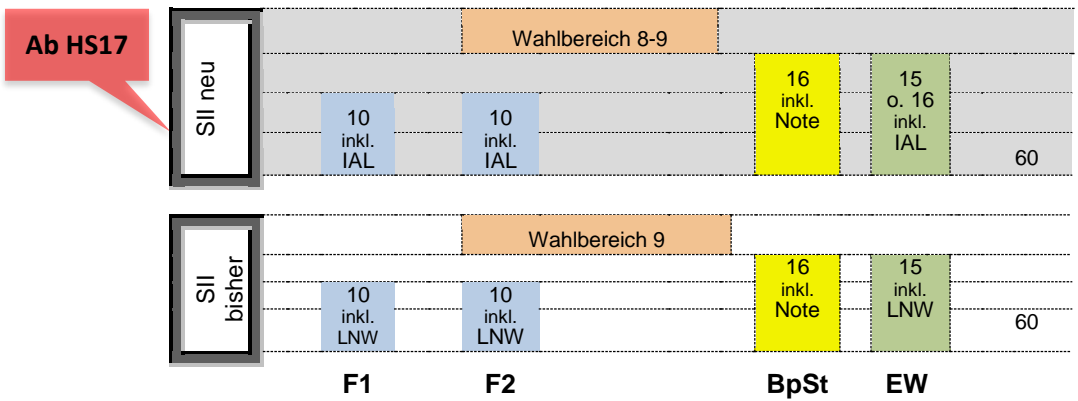 Ab HS17
SII neu
Wahlbereich 8-9
10
inkl.
IAL
10
inkl.
IAL
16
inkl.
Note
15
o. 16
inkl.
IAL
60
SII
bisher
Wahlbereich 9
10
inkl.
LNW
10
inkl.
LNW
16
inkl.
Note
15
inkl.
LNW
60
F1
F2
BpSt
EW